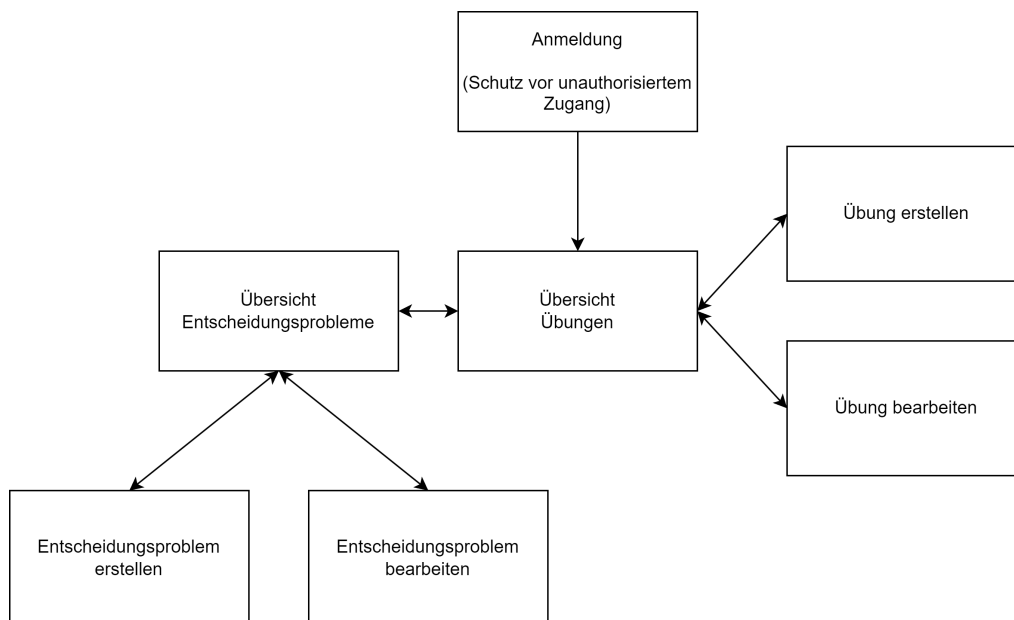 Anmeldung
(Schutz vor unauthorisiertem
Zugang)
Übung erstellen
Übersicht
Entscheidungsprobleme
Übersicht
Übungen
Übung bearbeiten
Entscheidungsproblem
erstellen
Entscheidungsproblem
bearbeiten